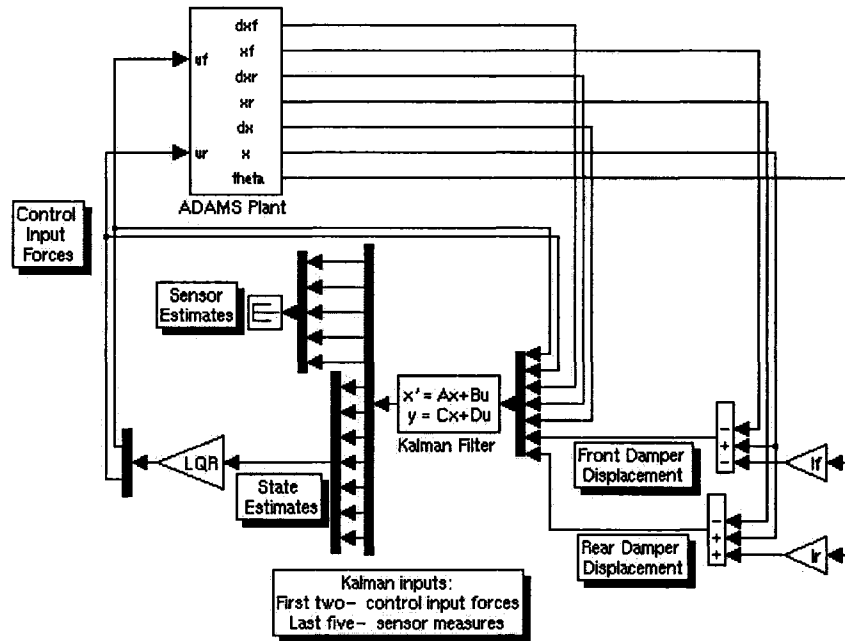 dxf
uf
xf
dxr
xr
dx
ur
x
theta
ADAMS Plant
Control
Input
Forces
Sensor
Estimates
x' = Ax+Bu
y = Cx+Du
Kalman Filter
−
+
−
LQR
State
Estimates
Front Damper
Displacement
lf
−
+
+
Rear Damper
Displacement
lr
Kalman inputs:
First two− control input forces
Last five− sensor measures